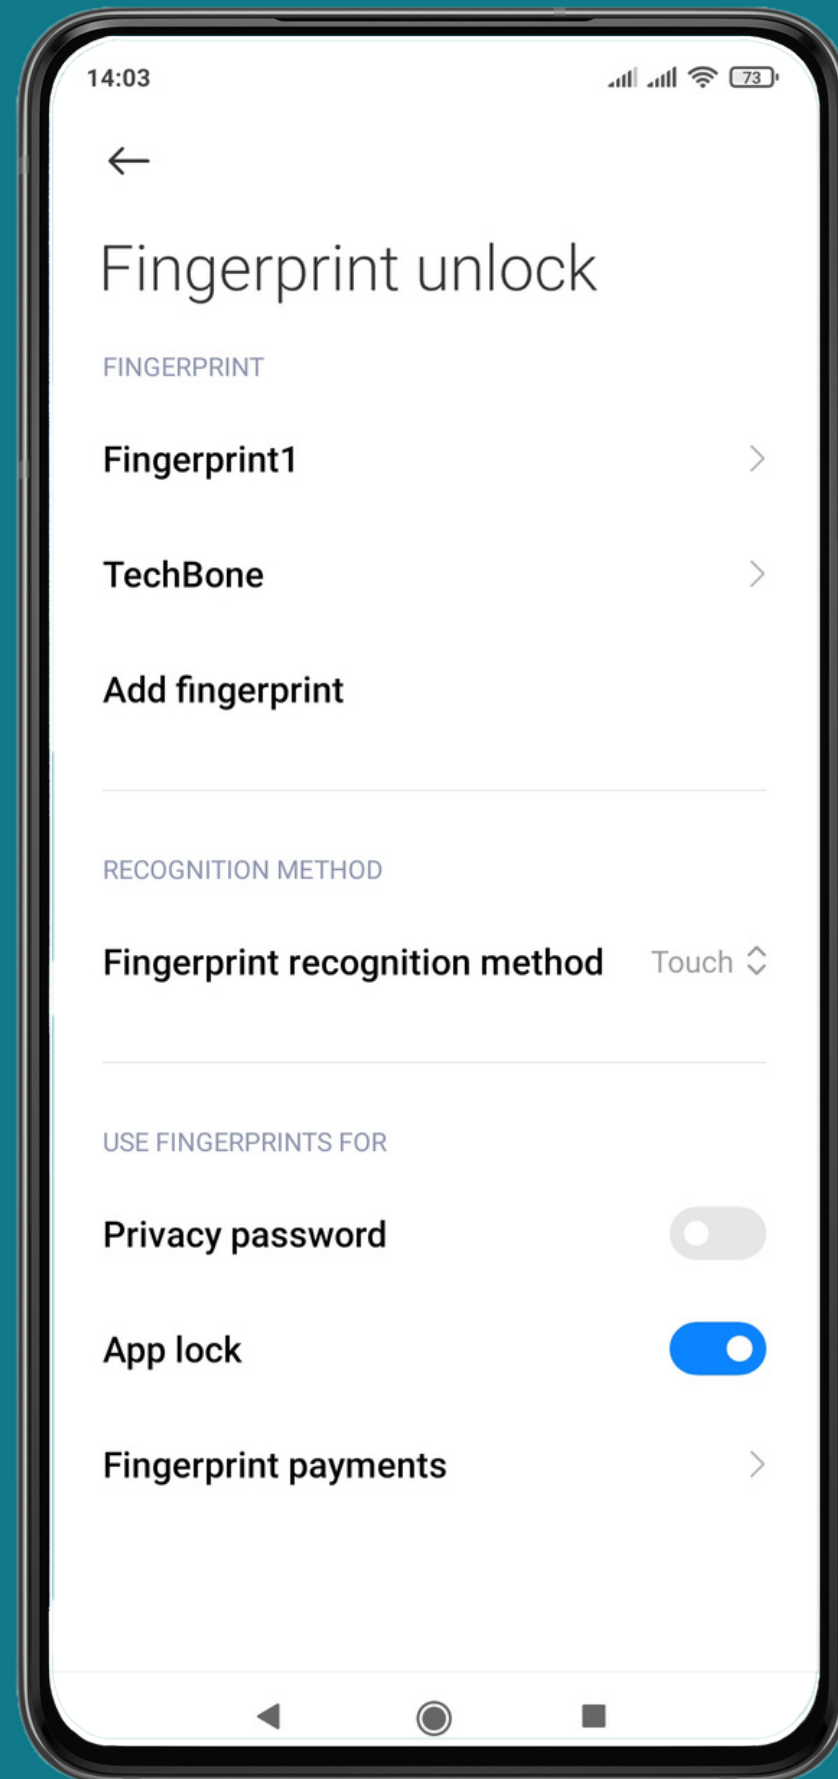 14:03
73
Fingerprint unlock
FINGERPRINT
Fingerprint1
TechBone
Add fingerprint
RECOGNITION METHOD
Fingerprint recognition method Touch
USE FINGERPRINTS FOR
Privacy password
App lock
Fingerprint payments